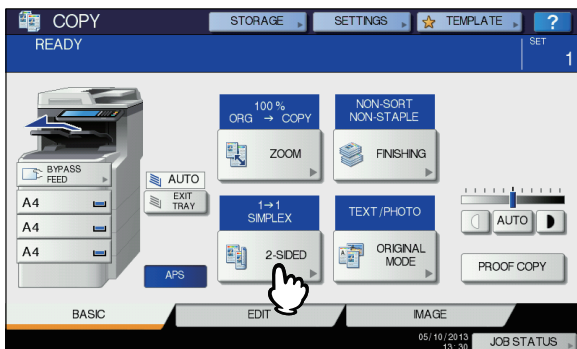 COPY
STORAGE
SETTINGS
TEMPLATE
?
READY
SET
1
100 %
ORG → COPY
NON-SORT
NON-STAPLE
ZOOM
FINISHING
BYPASS
FEED
A4
A4
A4
AUTO
EXIT
TRAY
APS
1→1
SIMPLEX
TEXT/PHOTO
2-SIDED
ORIGINAL
MODE
AUTO
PROOF COPY
BASIC
EDIT
IMAGE
05/10/2013
13:30
JOB STATUS